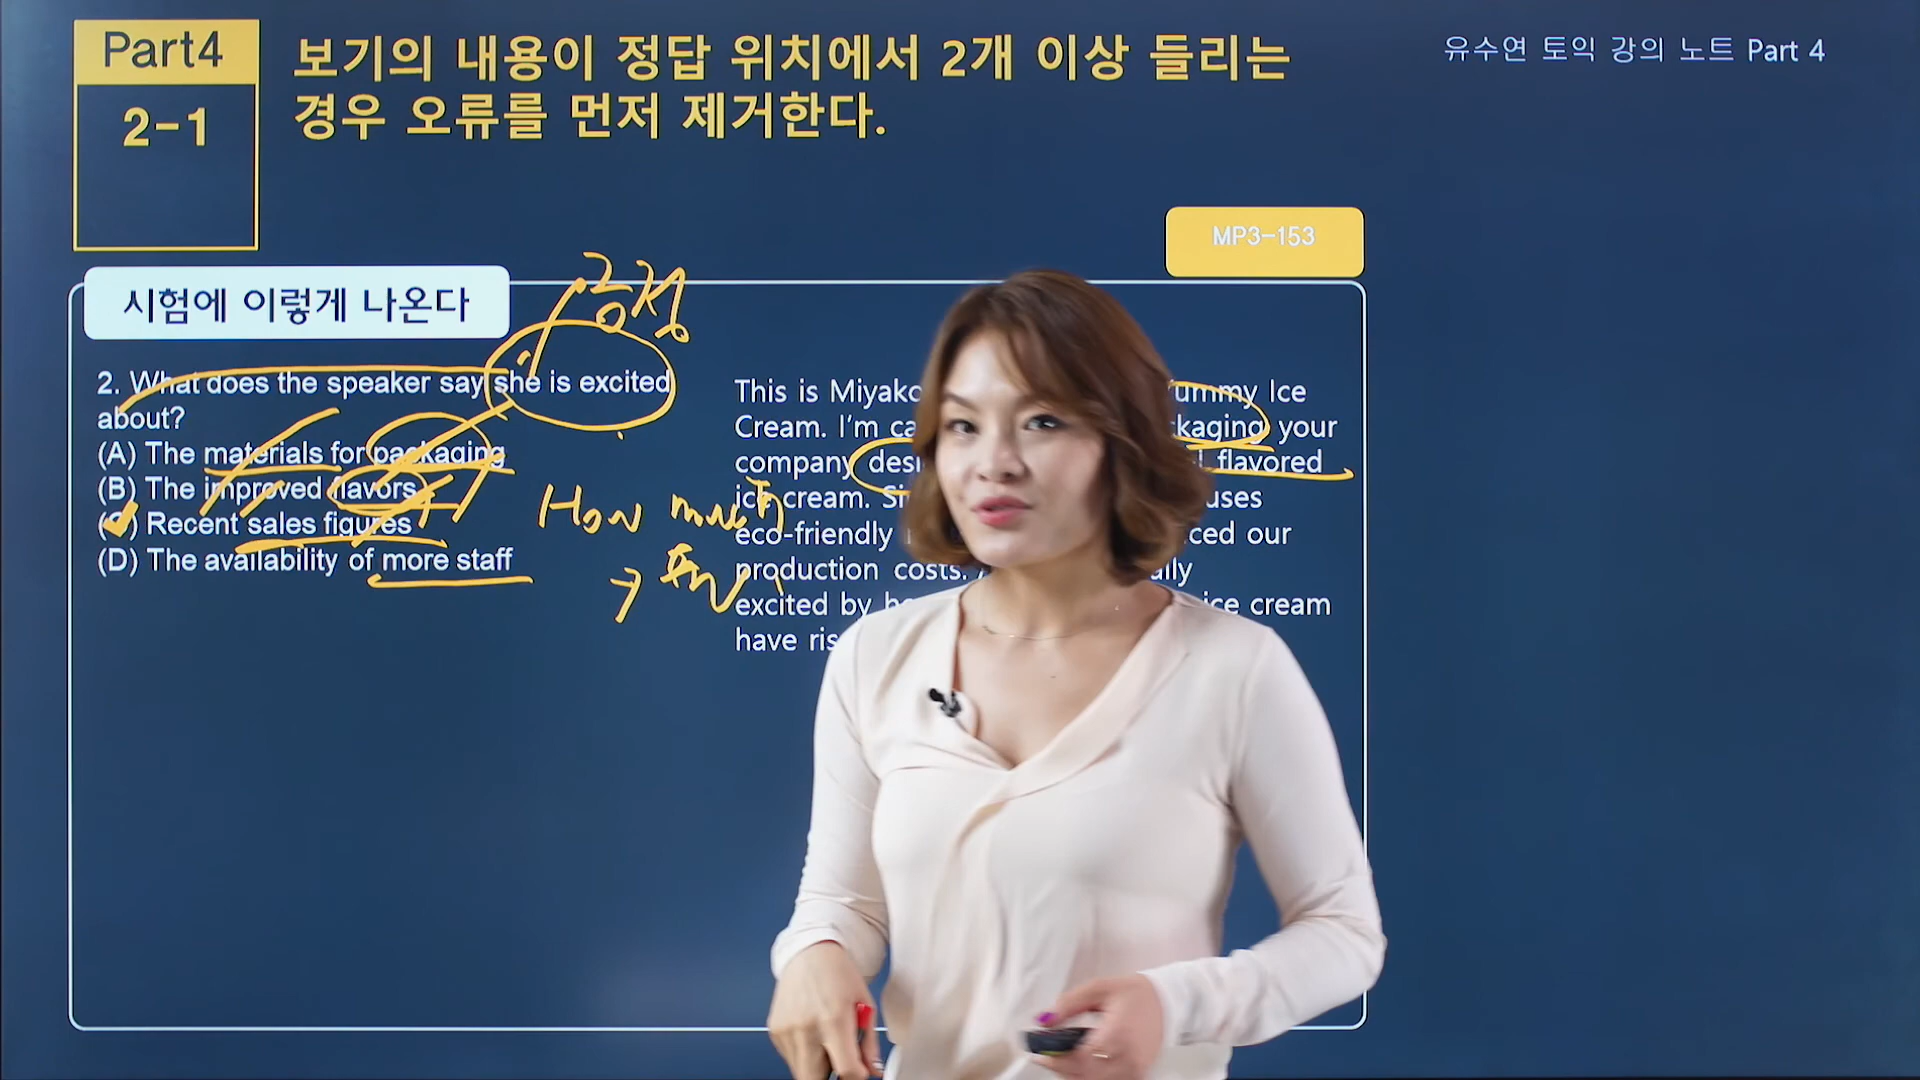 Part4
2-1
보기의 내용이 정답 위치에서 2개 이상 들리는
경우 오류를 먼저 제거한다.
유수연 토익 강의 노트 Part 4
MP3-153
시험에 이렇게 나온다
긍정
2. What does the speaker say she is excited
about?
(A) The materials for packaging
(B) The improved flavors
(C) Recent sales figures
(D) The availability of more staff
How much
This is Miyako Yummy Ice
Cream. I'm packaging your
company flavored
ice cream. uses
eco-friendly our
production costs.
excited by ice cream
have